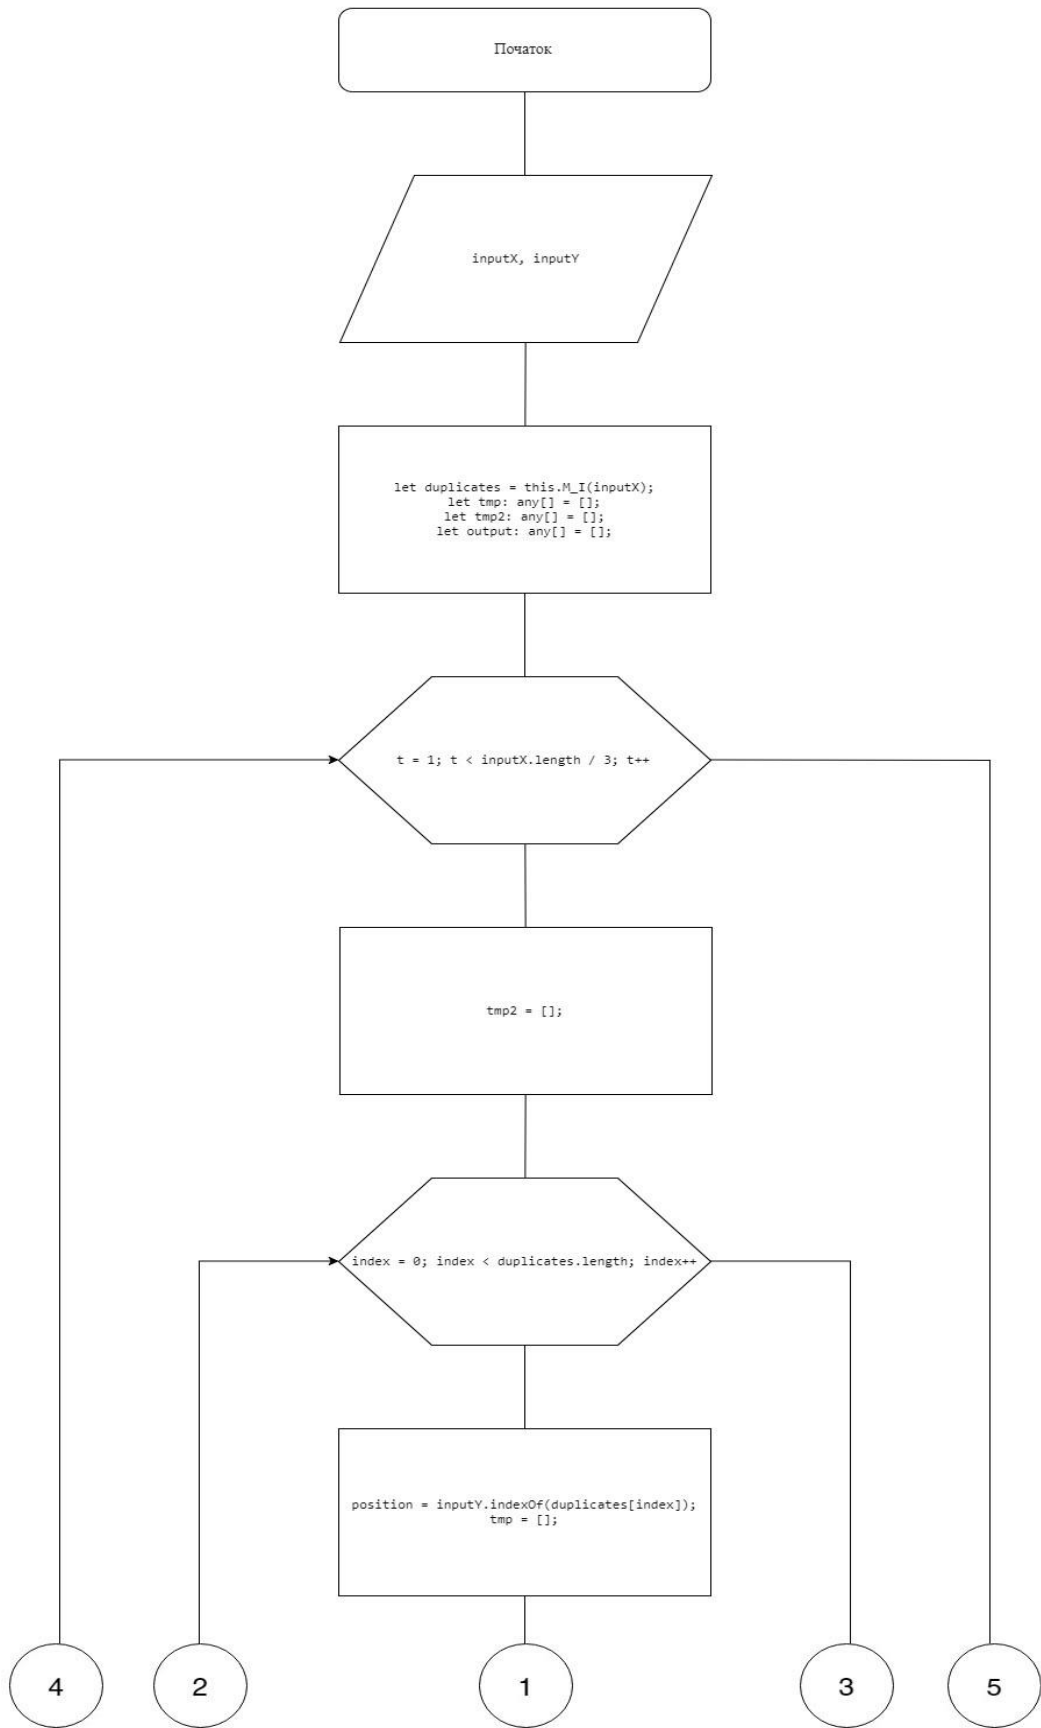 Початок
inputX, inputY
let duplicates = this.M_I(inputX);
let tmp: any[] = [];
let tmp2: any[] = [];
let output: any[] = [];
t = 1; t < inputX.length / 3; t++
tmp2 = [];
index = 0; index < duplicates.length; index++
position = inputY.indexOf(duplicates[index]);
tmp = [];
4 2 1 3 5